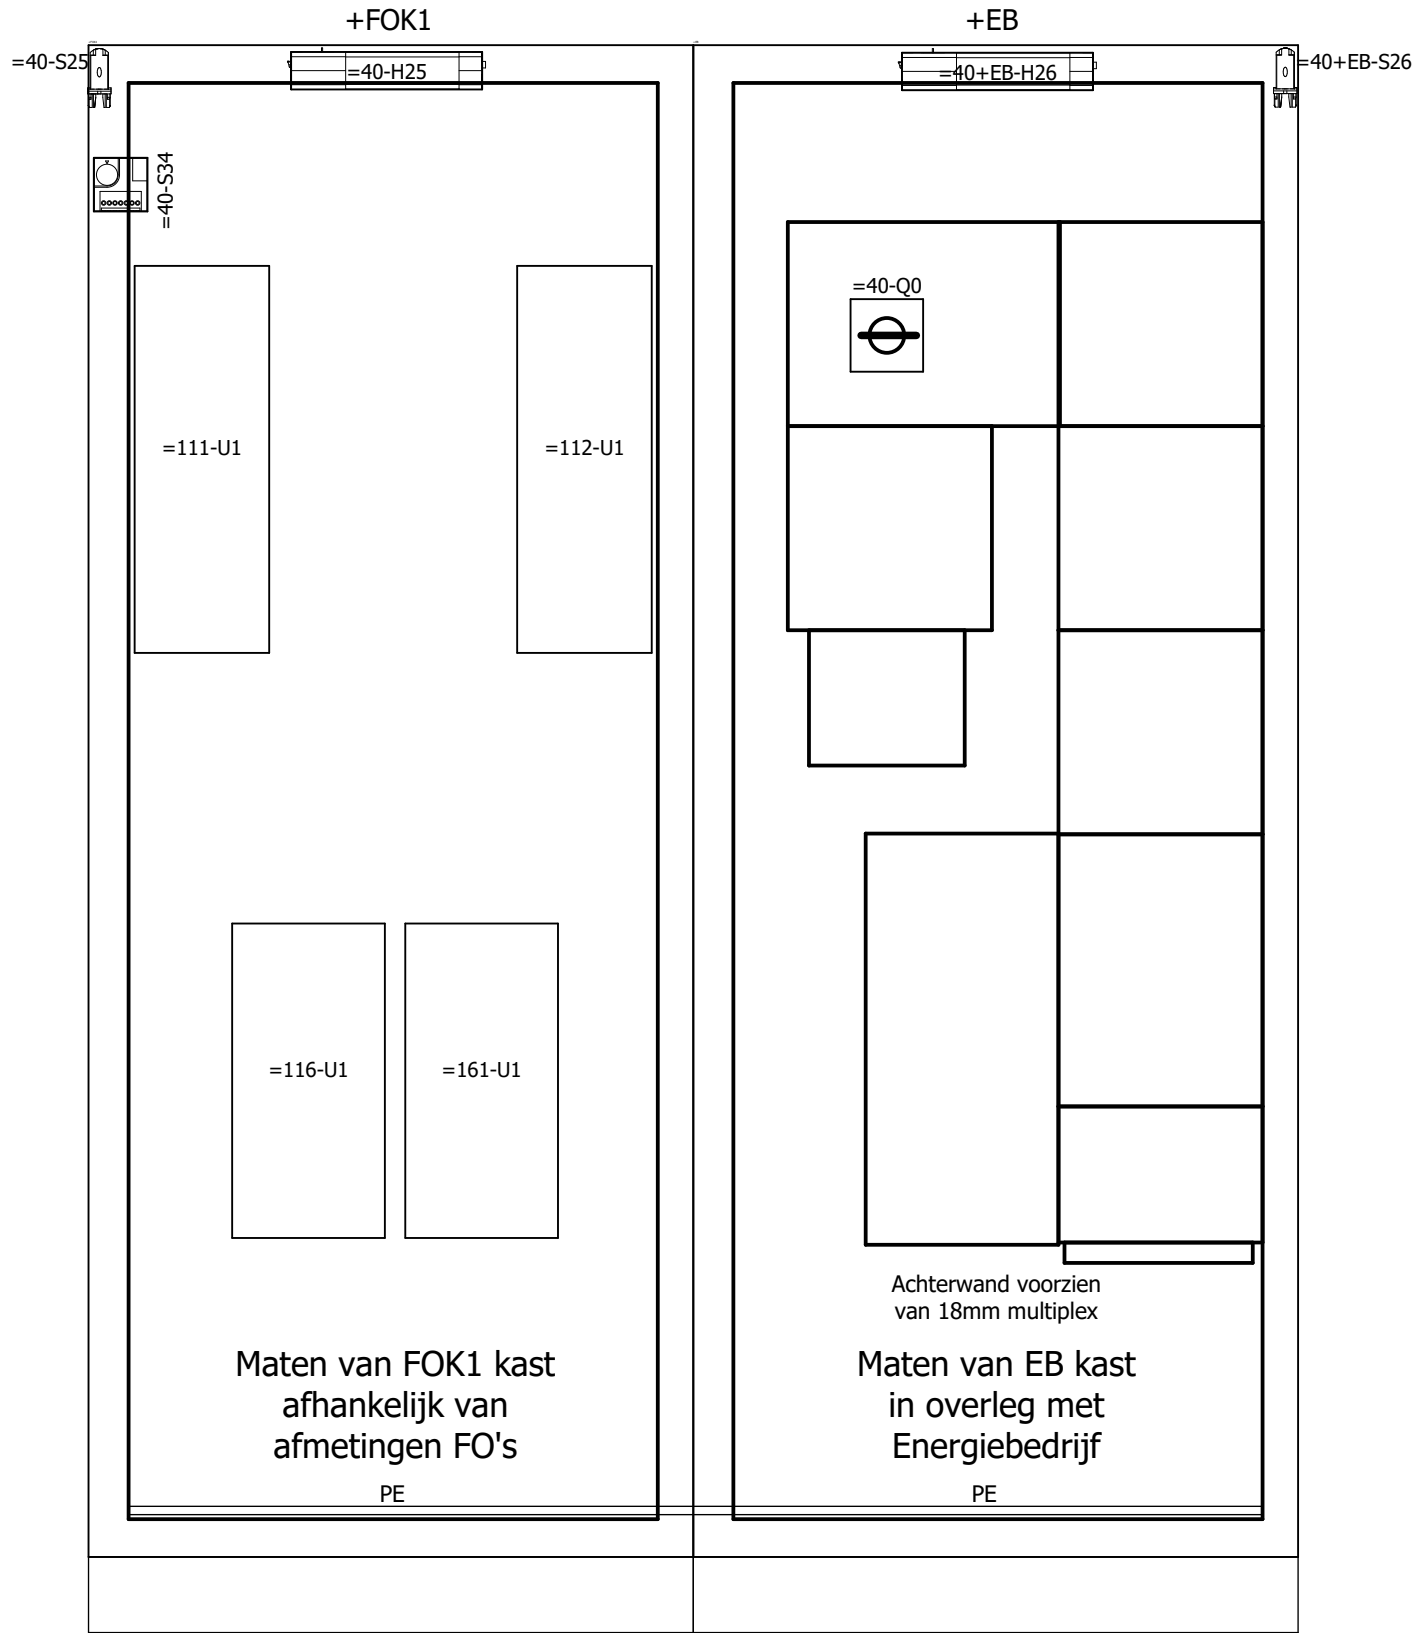 +FOK1
+EB
=40-S25
=40-H25
=40+EB-H26
=40+EB-S26
=40-S34
=40-Q0
=111-U1
=112-U1
=116-U1
=161-U1
Achterwand voorzien
van 18mm multiplex
Maten van FOK1 kast
afhankelijk van
afmetingen FO's
Maten van EB kast
in overleg met
Energiebedrijf
PE
PE